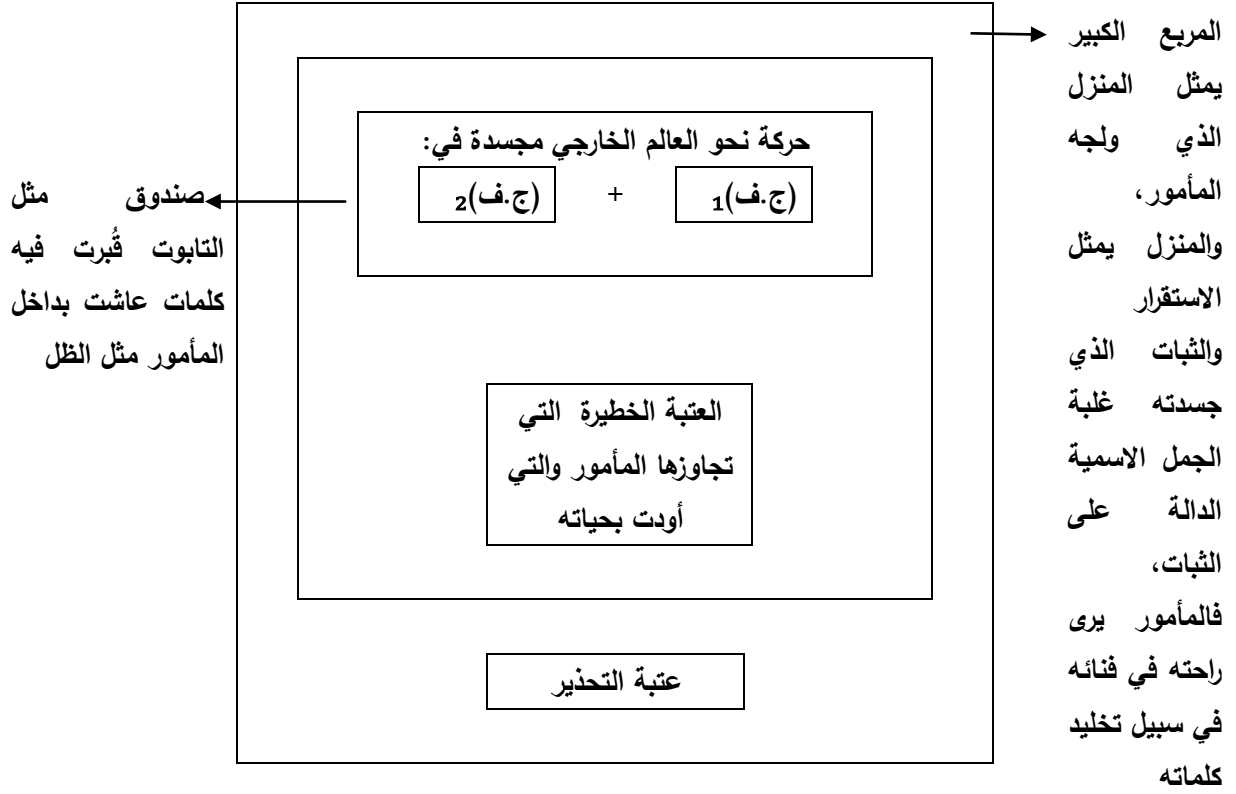 المربع الكبير
يمثل المنزل
الذي ولجه
المأمور،
والمنزل يمثل
الاستقرار
والثبات الذي
جسدته غلبة
الجمل الاسمية
الدالة على
الثبات،
فالمأمور يرى
راحته في فنائه
في سبيل تخليد
كلماته
حركة نحو العالم الخارجي مجسدة في:
(ج.ف)1 + (ج.ف)2
صندوق مثل
التابوت قُبرت فيه
كلمات عاشت بداخل
المأمور مثل الظل
العتبة الخطيرة التي
تجاوزها المأمور والتي
أودت بحياته
عتبة التحذير